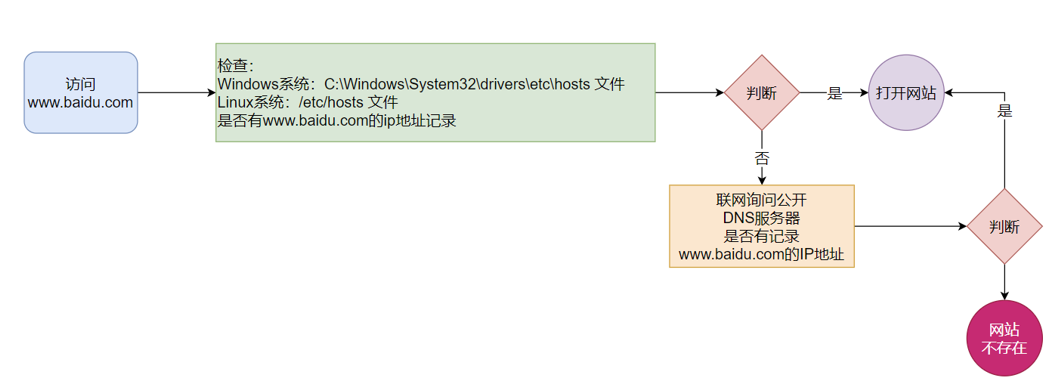 访问
www.baidu.com
检查：
Windows系统：C:\Windows\System32\drivers\etc\hosts 文件
Linux系统：/etc/hosts 文件
是否有www.baidu.com的ip地址记录
判断
是
打开网站
是
否
联网询问公开
DNS服务器
是否有记录
www.baidu.com的IP地址
判断
网站
不存在